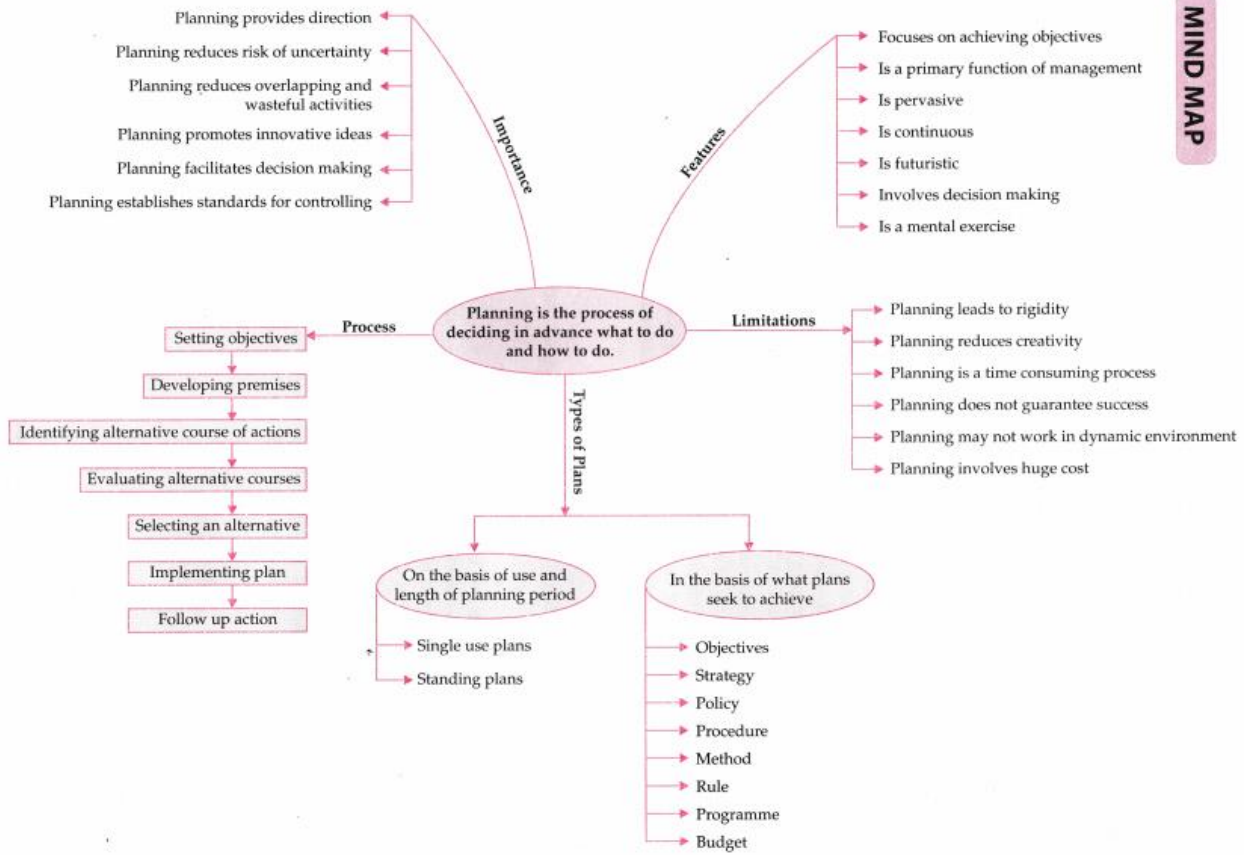 MIND MAP
Planning provides direction
Planning reduces risk of uncertainty
Planning reduces overlapping and
wasteful activities
Planning promotes innovative ideas
Planning facilitates decision making
Planning establishes standards for controlling
Importance
Features
Focuses on achieving objectives
Is a primary function of management
Is pervasive
Is continuous
Is futuristic
Involves decision making
Is a mental exercise
Planning is the process of
deciding in advance what to do
and how to do.
Process
Setting objectives
Developing premises
Identifying alternative course of actions
Evaluating alternative courses
Selecting an alternative
Implementing plan
Follow up action
Limitations
Planning leads to rigidity
Planning reduces creativity
Planning is a time consuming process
Planning does not guarantee success
Planning may not work in dynamic environment
Planning involves huge cost
Types of Plans
On the basis of use and
length of planning period
Single use plans
Standing plans
In the basis of what plans
seek to achieve
Objectives
Strategy
Policy
Procedure
Method
Rule
Programme
Budget